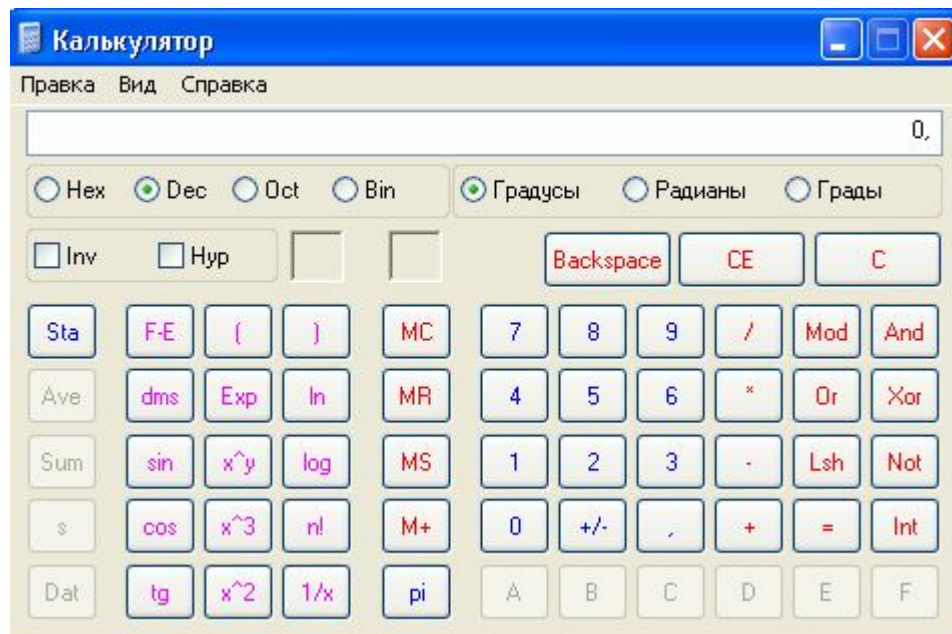 Калькулятор
Правка Вид Справка
0,
Hex Dec Oct Bin Градусы Радианы Грады
Inv Hyp Backspace CE C
Sta F-E ( ) MC 7 8 9 / Mod And
Ave dms Exp ln MR 4 5 6 * Or Xor
Sum sin x^y log MS 1 2 3 - Lsh Not
s cos x^3 n! M+ 0 +/- , + = Int
Dat tg x^2 1/x pi A B C D E F